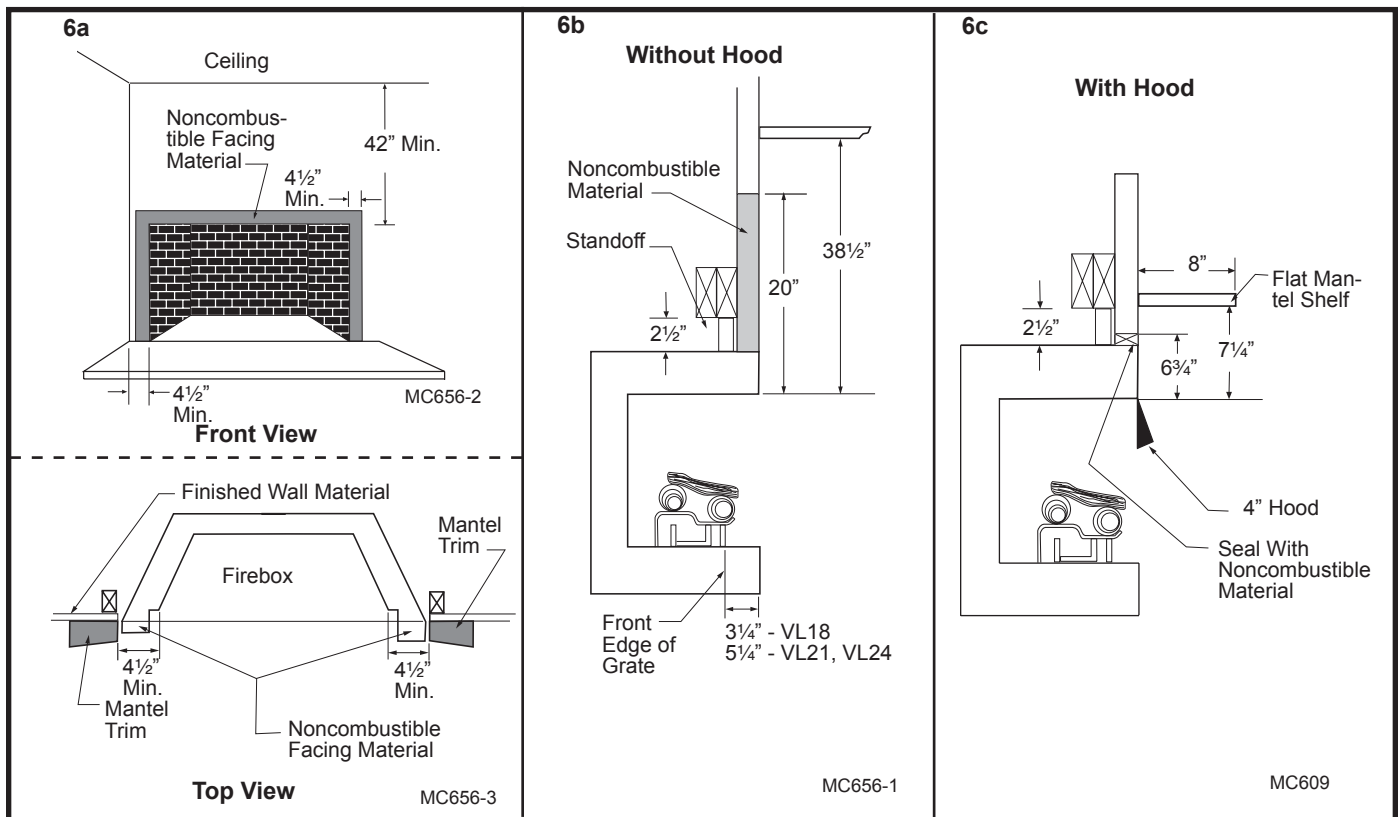 6a
Ceiling
Noncombus-
tible Facing
Material
42” Min.
4½”
Min.
4½”
Min.
MC656-2
Front View
Finished Wall Material
Mantel
Trim
Firebox
4½”
Min.
4½”
Min.
Mantel
Trim
Noncombustible
Facing Material
Top View
MC656-3
6b
Without Hood
Noncombustible
Material
Standoff
38½”
20”
2½”
Front
Edge of
Grate
3¼” - VL18
5¼” - VL21, VL24
MC656-1
6c
With Hood
8”
Flat Man-
tel Shelf
2½”
7¼”
6¾”
4” Hood
Seal With
Noncombustible
Material
MC609